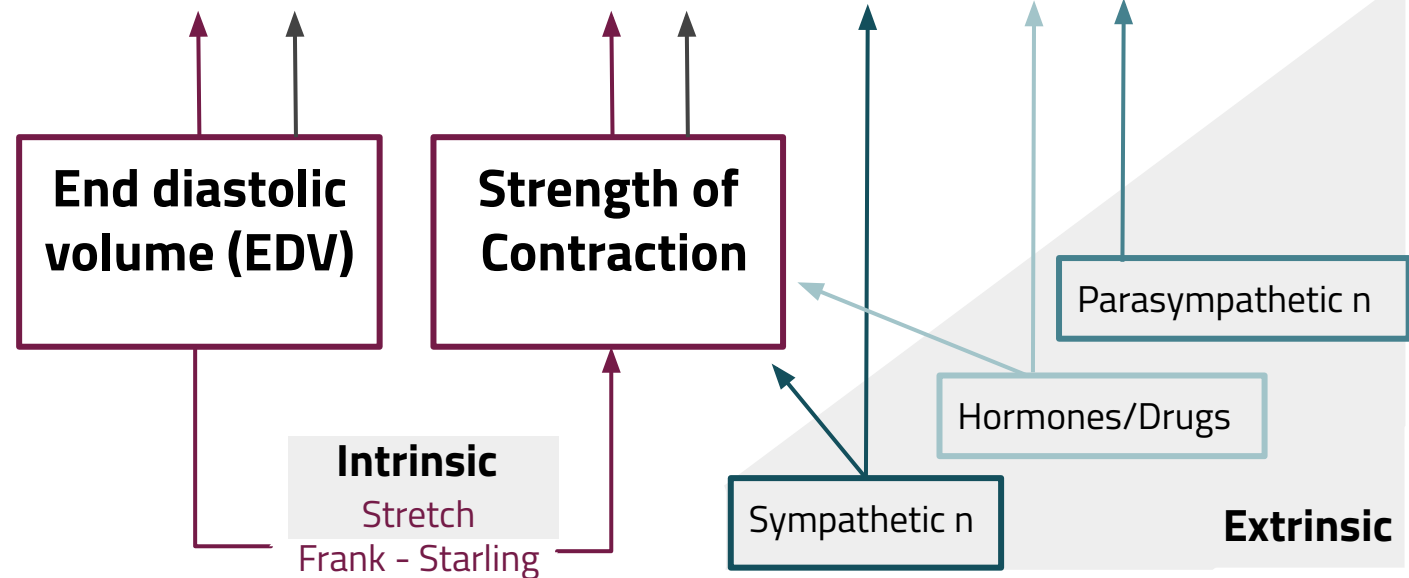 End diastolic
volume (EDV)
Strength of
Contraction
Parasympathetic n
Hormones/Drugs
Intrinsic
Stretch
Frank - Starling
Sympathetic n
Extrinsic